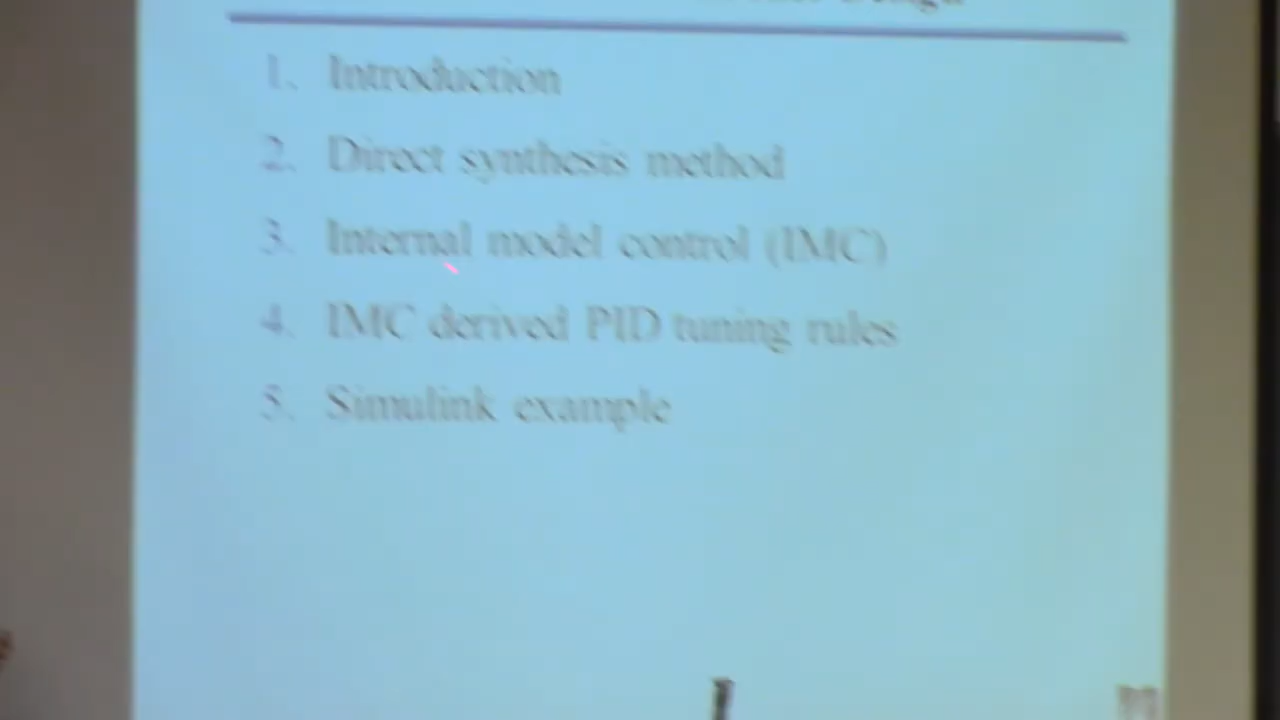 1. Introduction
2. Direct synthesis method
3. Internal model control (IMC)
4. IMC derived PID tuning rules
5. Simulink example